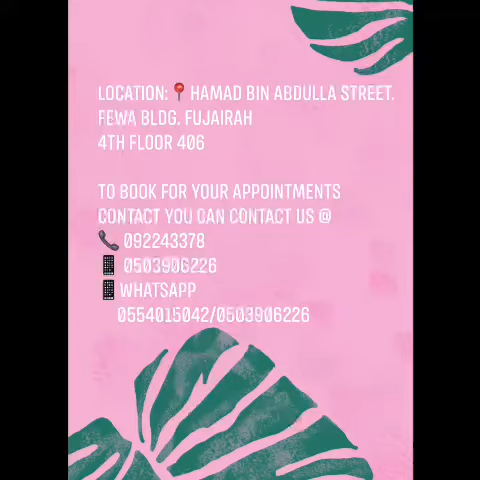 LOCATION:📍HAMAD BIN ABDULLA STREET.
FEWA BLDG. FUJAIRAH
4TH FLOOR 406
TO BOOK FOR YOUR APPOINTMENTS
CONTACT YOU CAN CONTACT US @
📞 092243378
📱 0503906226
📱WHATSAPP
0554015042/0503906226